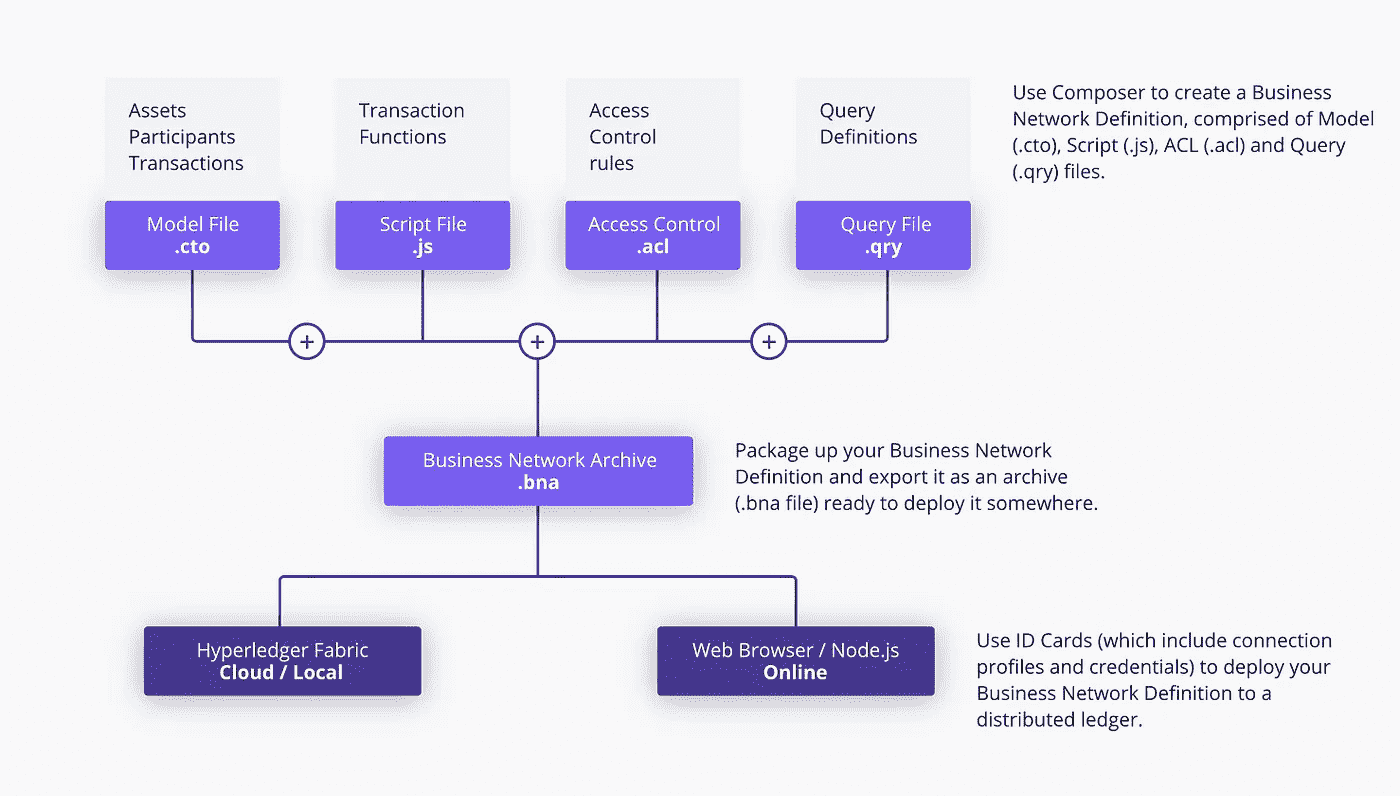 Assets
Participants
Transactions
Transaction
Functions
Access
Control
rules
Query
Definitions
Use Composer to create a Business
Network Definition, comprised of Model
(.cto), Script (.js), ACL (.acl) and Query
(.qry) files.
Model File
.cto
Script File
.js
Access Control
.acl
Query File
.qry
+
+
+
Business Network Archive
.bna
Package up your Business Network
Definition and export it as an archive
(.bna file) ready to deploy it somewhere.
Hyperledger Fabric
Cloud / Local
Web Browser / Node.js
Online
Use ID Cards (which include connection
profiles and credentials) to deploy your
Business Network Definition to a
distributed ledger.